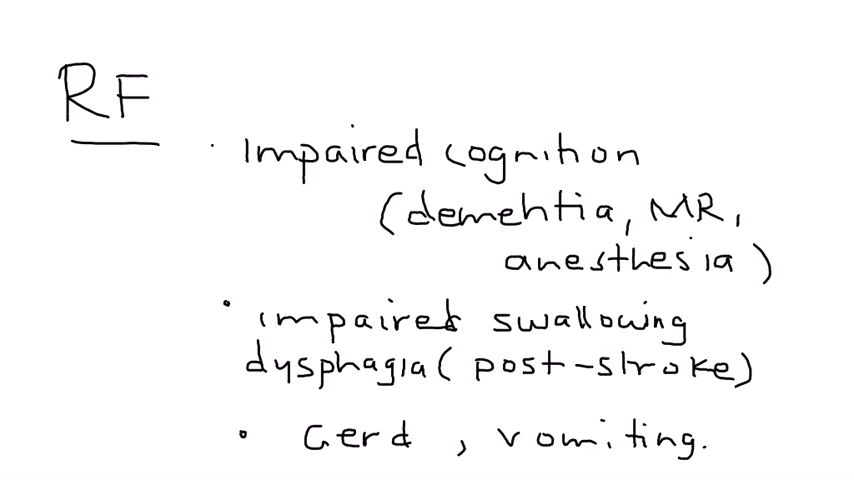 RF
· Impaired cognition
(dementia, MR,
anesthesia)
· impaired swallowing
dysphagia (post-stroke)
· Gerd, vomiting.